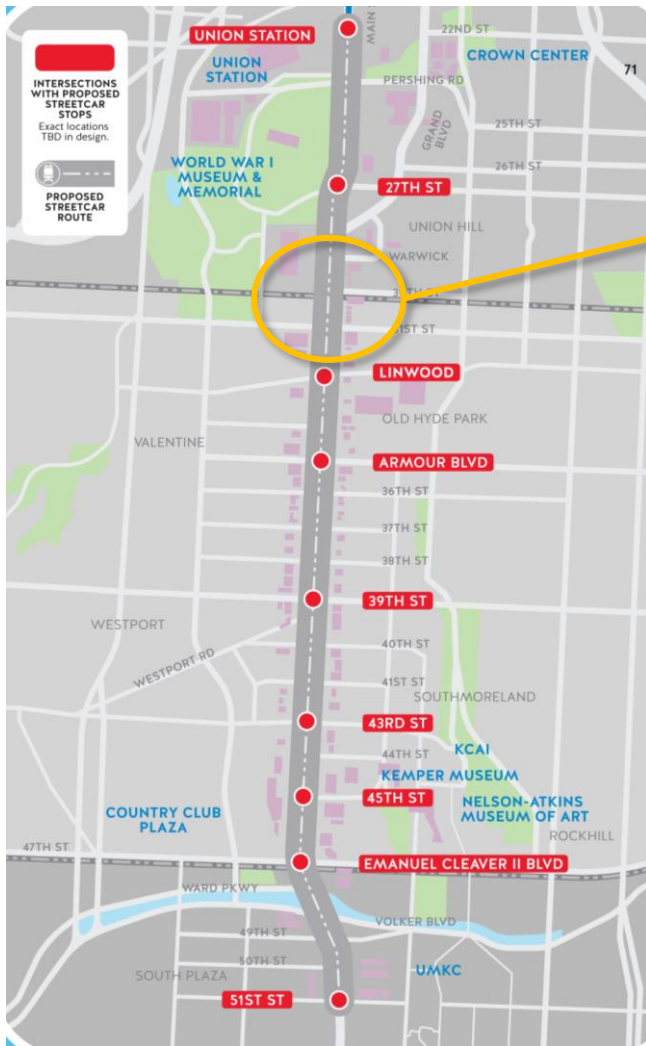 UNION STATION
MAIN
22ND ST
CROWN CENTER
UNION
STATION
71
INTERSECTIONS
WITH PROPOSED
STREETCAR
STOPS
Exact locations
TBD in design.
PERSHING RD
GRAND
BLVD
25TH ST
26TH ST
WORLD WAR I
MUSEUM &
MEMORIAL
27TH ST
PROPOSED
STREETCAR
ROUTE
UNION HILL
WARWICK
ST
31ST ST
LINWOOD
OLD HYDE PARK
VALENTINE
ARMOUR BLVD
36TH ST
37TH ST
38TH ST
39TH ST
WESTPORT
WESTPORT RD
40TH ST
41ST ST
SOUTHMORELAND
43RD ST
KCAI
44TH ST
KEMPER MUSEUM
45TH ST
NELSON-ATKINS
MUSEUM OF ART
COUNTRY CLUB
PLAZA
ROCKHILL
47TH ST
EMANUEL CLEAVER II BLVD
WARD PKWY
VOLKER BLVD
49TH ST
50TH ST
SOUTH PLAZA
UMKC
51ST ST